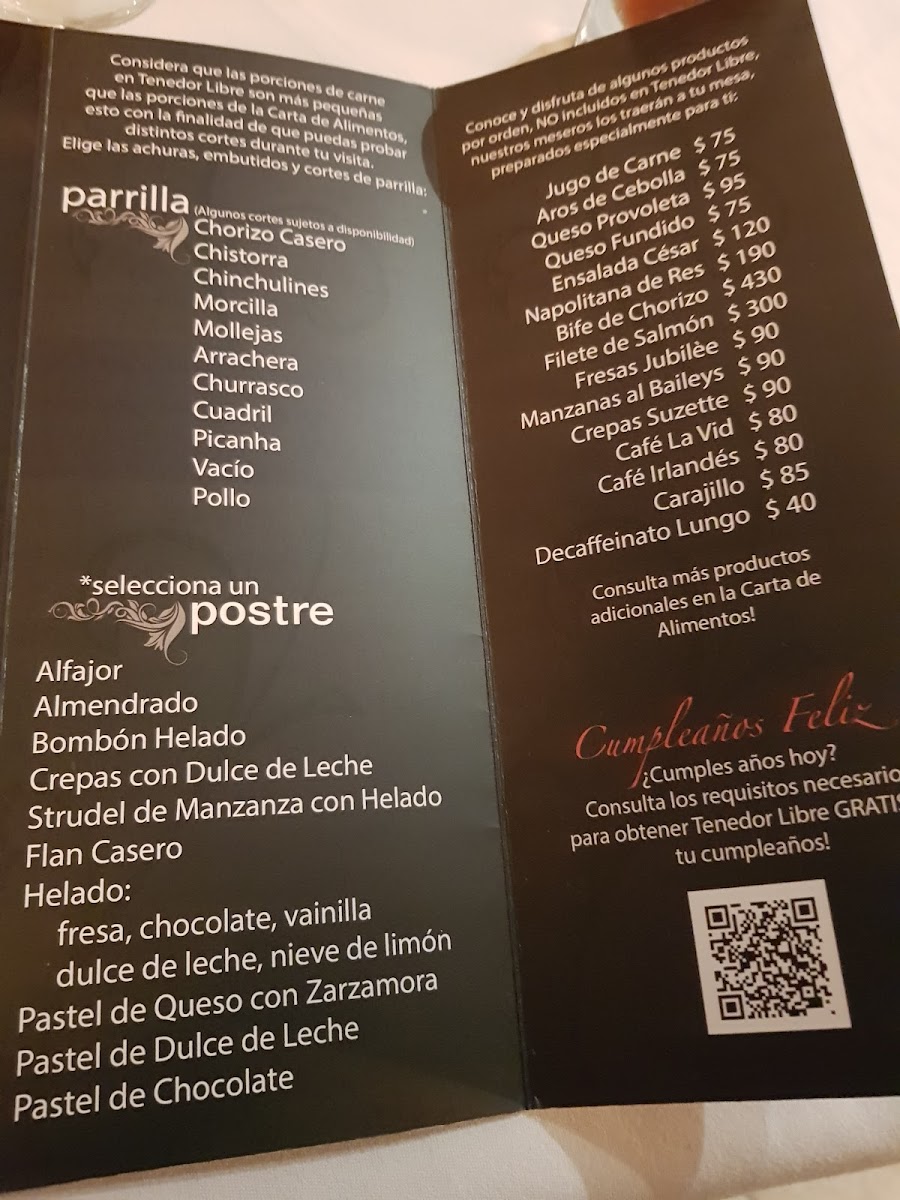 Considera que las porciones de carne
en Tenedor Libre son más pequeñas
que las porciones de la Carta de Alimentos,
esto con la finalidad de que puedas probar
distintos cortes durante tu visita.
Elige las achuras, embutidos y cortes de parrilla:
parrilla (Algunos cortes sujetos a disponibilidad)
Chorizo Casero
Chistorra
Chinchulines
Morcilla
Mollejas
Arrachera
Churrasco
Cuadril
Picanha
Vacío
Pollo
*selecciona un
postre
Alfajor
Almendrado
Bombón Helado
Crepas con Dulce de Leche
Strudel de Manzanza con Helado
Flan Casero
Helado:
fresa, chocolate, vainilla
dulce de leche, nieve de limón
Pastel de Queso con Zarzamora
Pastel de Dulce de Leche
Pastel de Chocolate
Conoce y disfruta de algunos productos
por orden, NO incluidos en Tenedor Libre,
nuestros meseros los traerán a tu mesa,
preparados especialmente para ti:
Jugo de Carne $ 75
Aros de Cebolla $ 75
Queso Provoleta $ 95
Queso Fundido $ 75
Ensalada César $ 120
Napolitana de Res $ 190
Bife de Chorizo $ 430
Filete de Salmón $ 300
Fresas Jubilèe $ 90
Manzanas al Baileys $ 90
Crepas Suzette $ 90
Café La Vid $ 80
Café Irlandés $ 80
Carajillo $ 85
Decaffeinato Lungo $ 40
Consulta más productos
adicionales en la Carta de
Alimentos!
Cumpleaños Feliz
¿Cumples años hoy?
Consulta los requisitos necesario
para obtener Tenedor Libre GRATIS
tu cumpleaños!